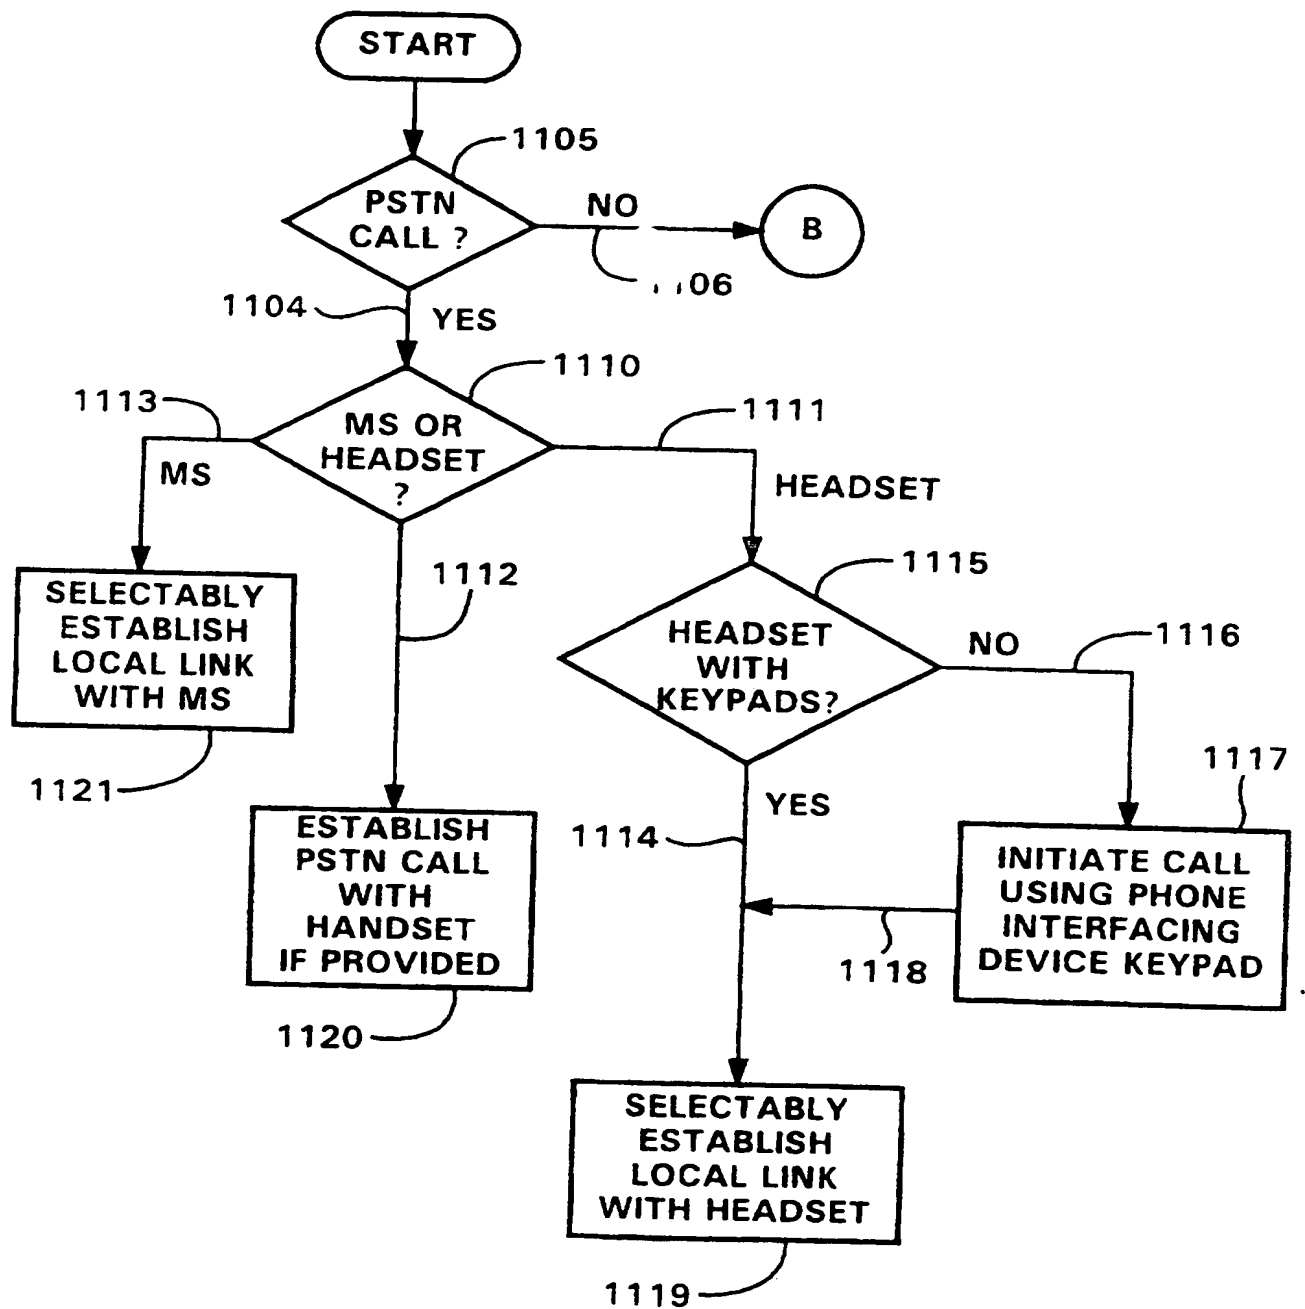 START
1105
PSTN
CALL ?
NO
B
1106
1104
YES
1110
1113
MS OR
HEADSET
?
1111
MS
HEADSET
1112
1115
SELECTABLY
ESTABLISH
LOCAL LINK
WITH MS
HEADSET
WITH
KEYPADS?
NO
1116
1121
1117
YES
1114
ESTABLISH
PSTN CALL
WITH
HANDSET
IF PROVIDED
INITIATE CALL
USING PHONE
INTERFACING
DEVICE KEYPAD
1118
1120
SELECTABLY
ESTABLISH
LOCAL LINK
WITH HEADSET
1119